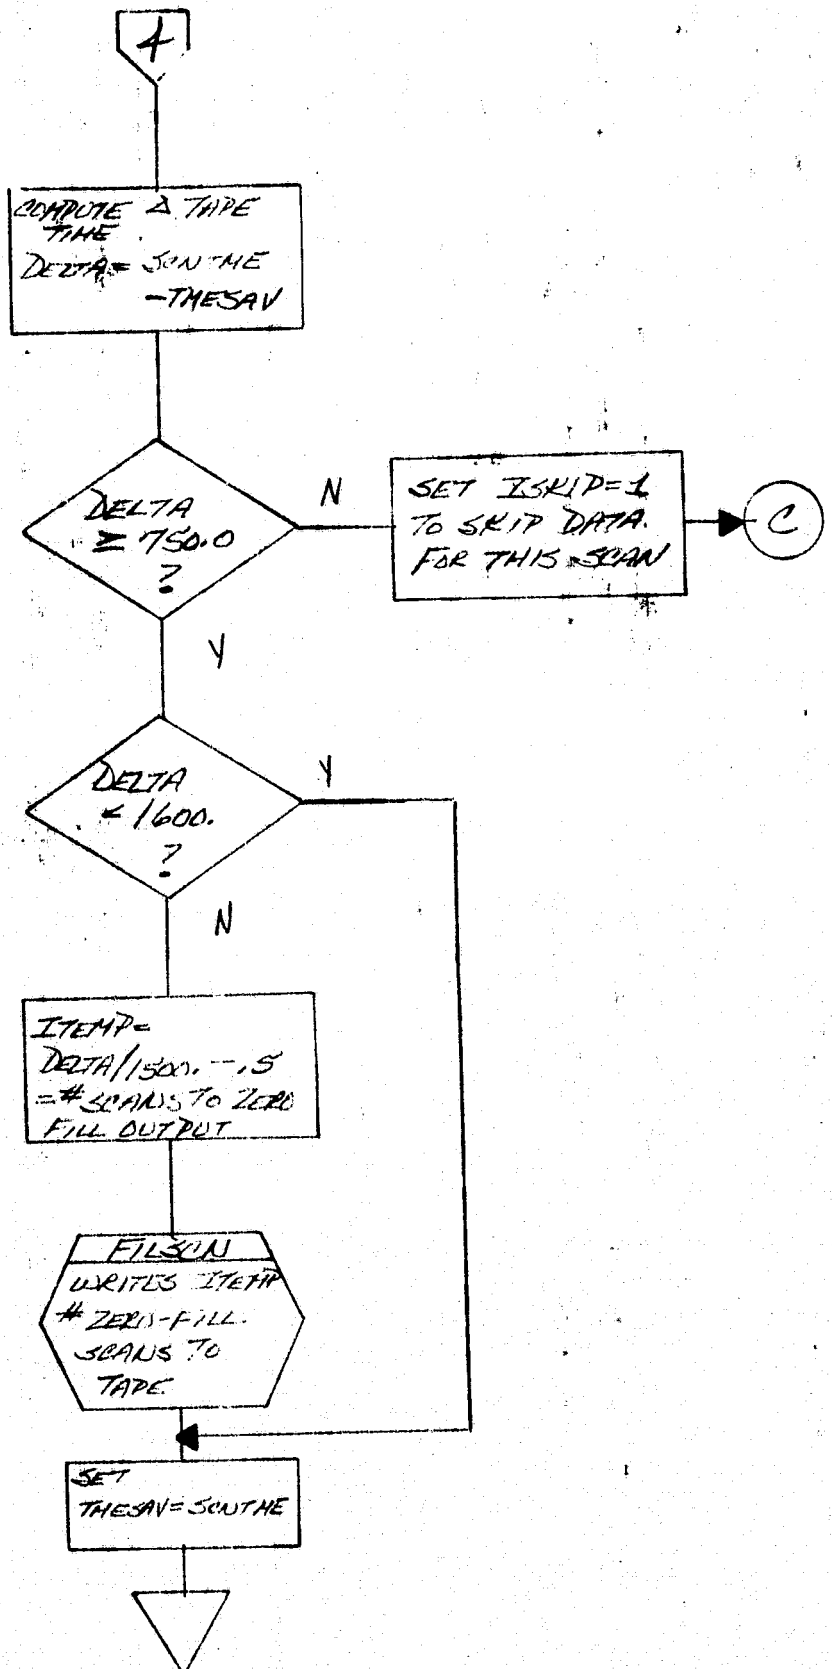 4
COMPUTE Δ TAPE
TIME
DELTA = SCNTME
-TMESAV
DELTA
≥ 750.0
?
N
SET ISKIP=1
TO SKIP DATA.
FOR THIS SCAN
C
Y
DELTA
< 1600.
?
Y
N
ITEMP=
DELTA/1500. -.5
=# SCANS TO ZERO
FILL OUTPUT
FILSCN
WRITES ITEMP
# ZERO-FILL.
SCANS TO
TAPE
SET
TMESAV=SCNTME